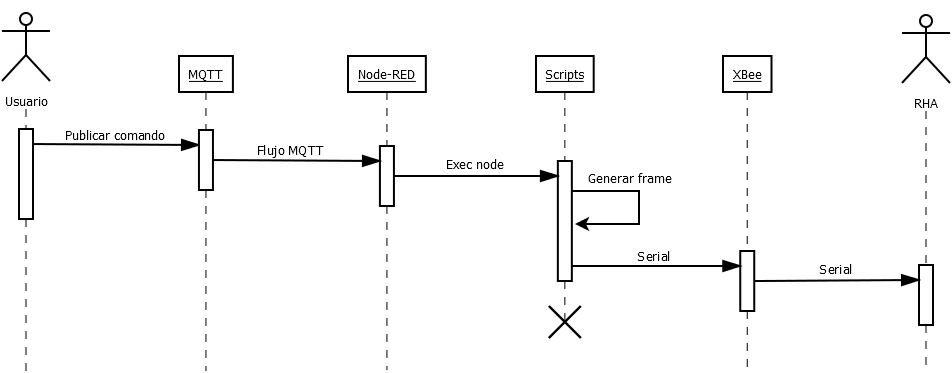 MQTT
Node-RED
Scripts
XBee
Usuario
RHA
Publicar comando
Flujo MQTT
Exec node
Generar frame
Serial
Serial